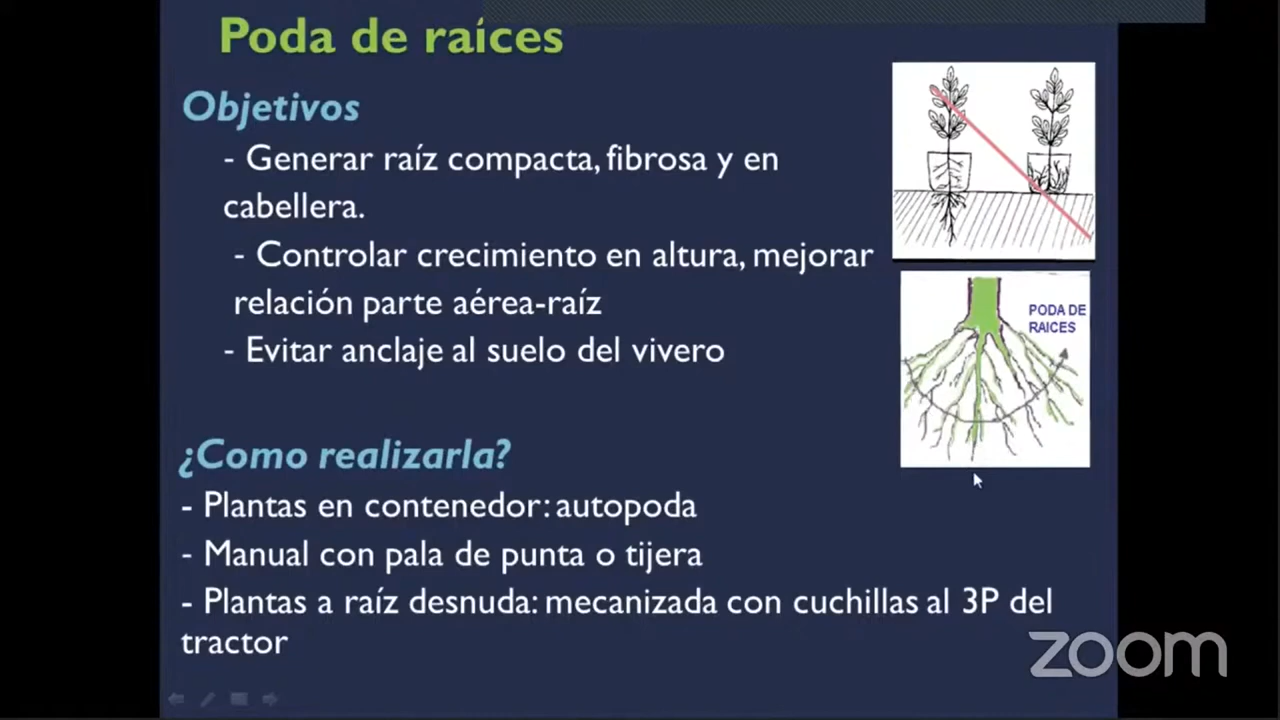 Poda de raíces
Objetivos
- Generar raíz compacta, fibrosa y en
cabellera.
- Controlar crecimiento en altura, mejorar
relación parte aérea-raíz
- Evitar anclaje al suelo del vivero
PODA DE
RAICES
¿Como realizarla?
- Plantas en contenedor: autopoda
- Manual con pala de punta o tijera
- Plantas a raíz desnuda: mecanizada con cuchillas al 3P del
tractor
zoom